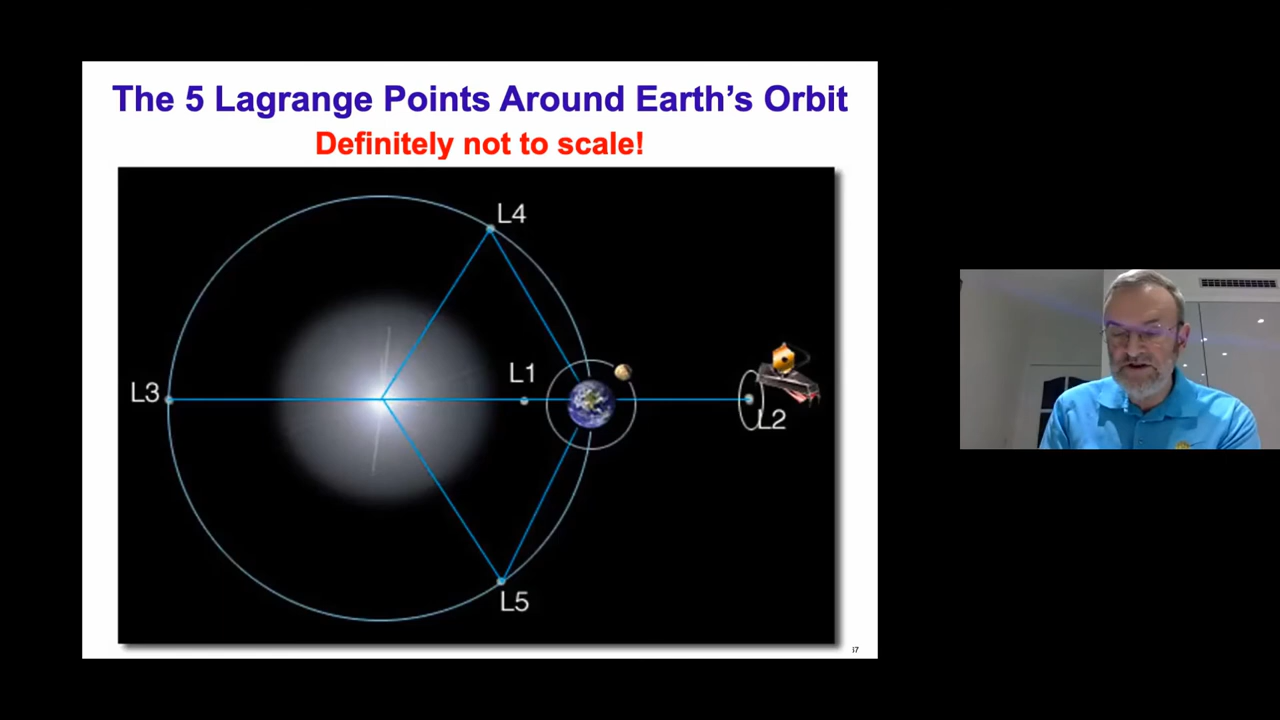 The 5 Lagrange Points Around Earth's Orbit
Definitely not to scale!
L4
L1
L3
L2
L5